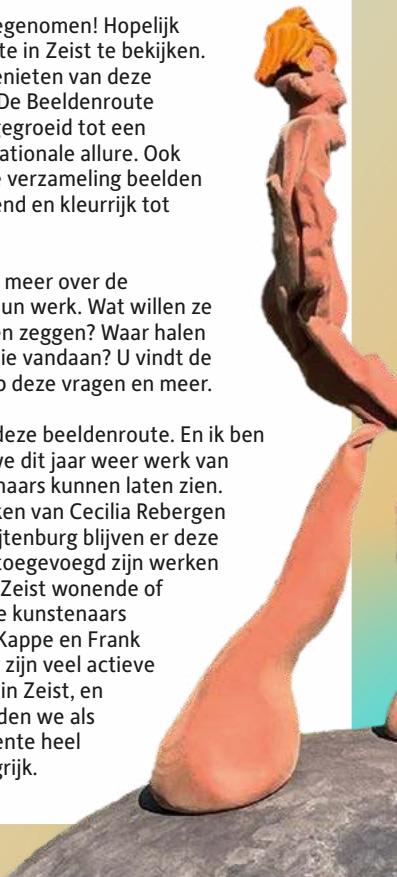 egenomen! Hopelijk
te in Zeist te bekijken.
enieten van deze
De Beeldenroute
gegroeid tot een
ationale allure. Ook
e verzameling beelden
end en kleurrijk tot
meer over de
un werk. Wat willen ze
en zeggen? Waar halen
ie vandaan? U vindt de
p deze vragen en meer.
deze beeldenroute. En ik ben
we dit jaar weer werk van
naars kunnen laten zien.
ken van Cecilia Rebergen
ijtenburg blijven er deze
toegevoegd zijn werken
Zeist wonende of
e kunstenaars
Kappe en Frank
zijn veel actieve
in Zeist, en
den we als
ente heel
grijk.